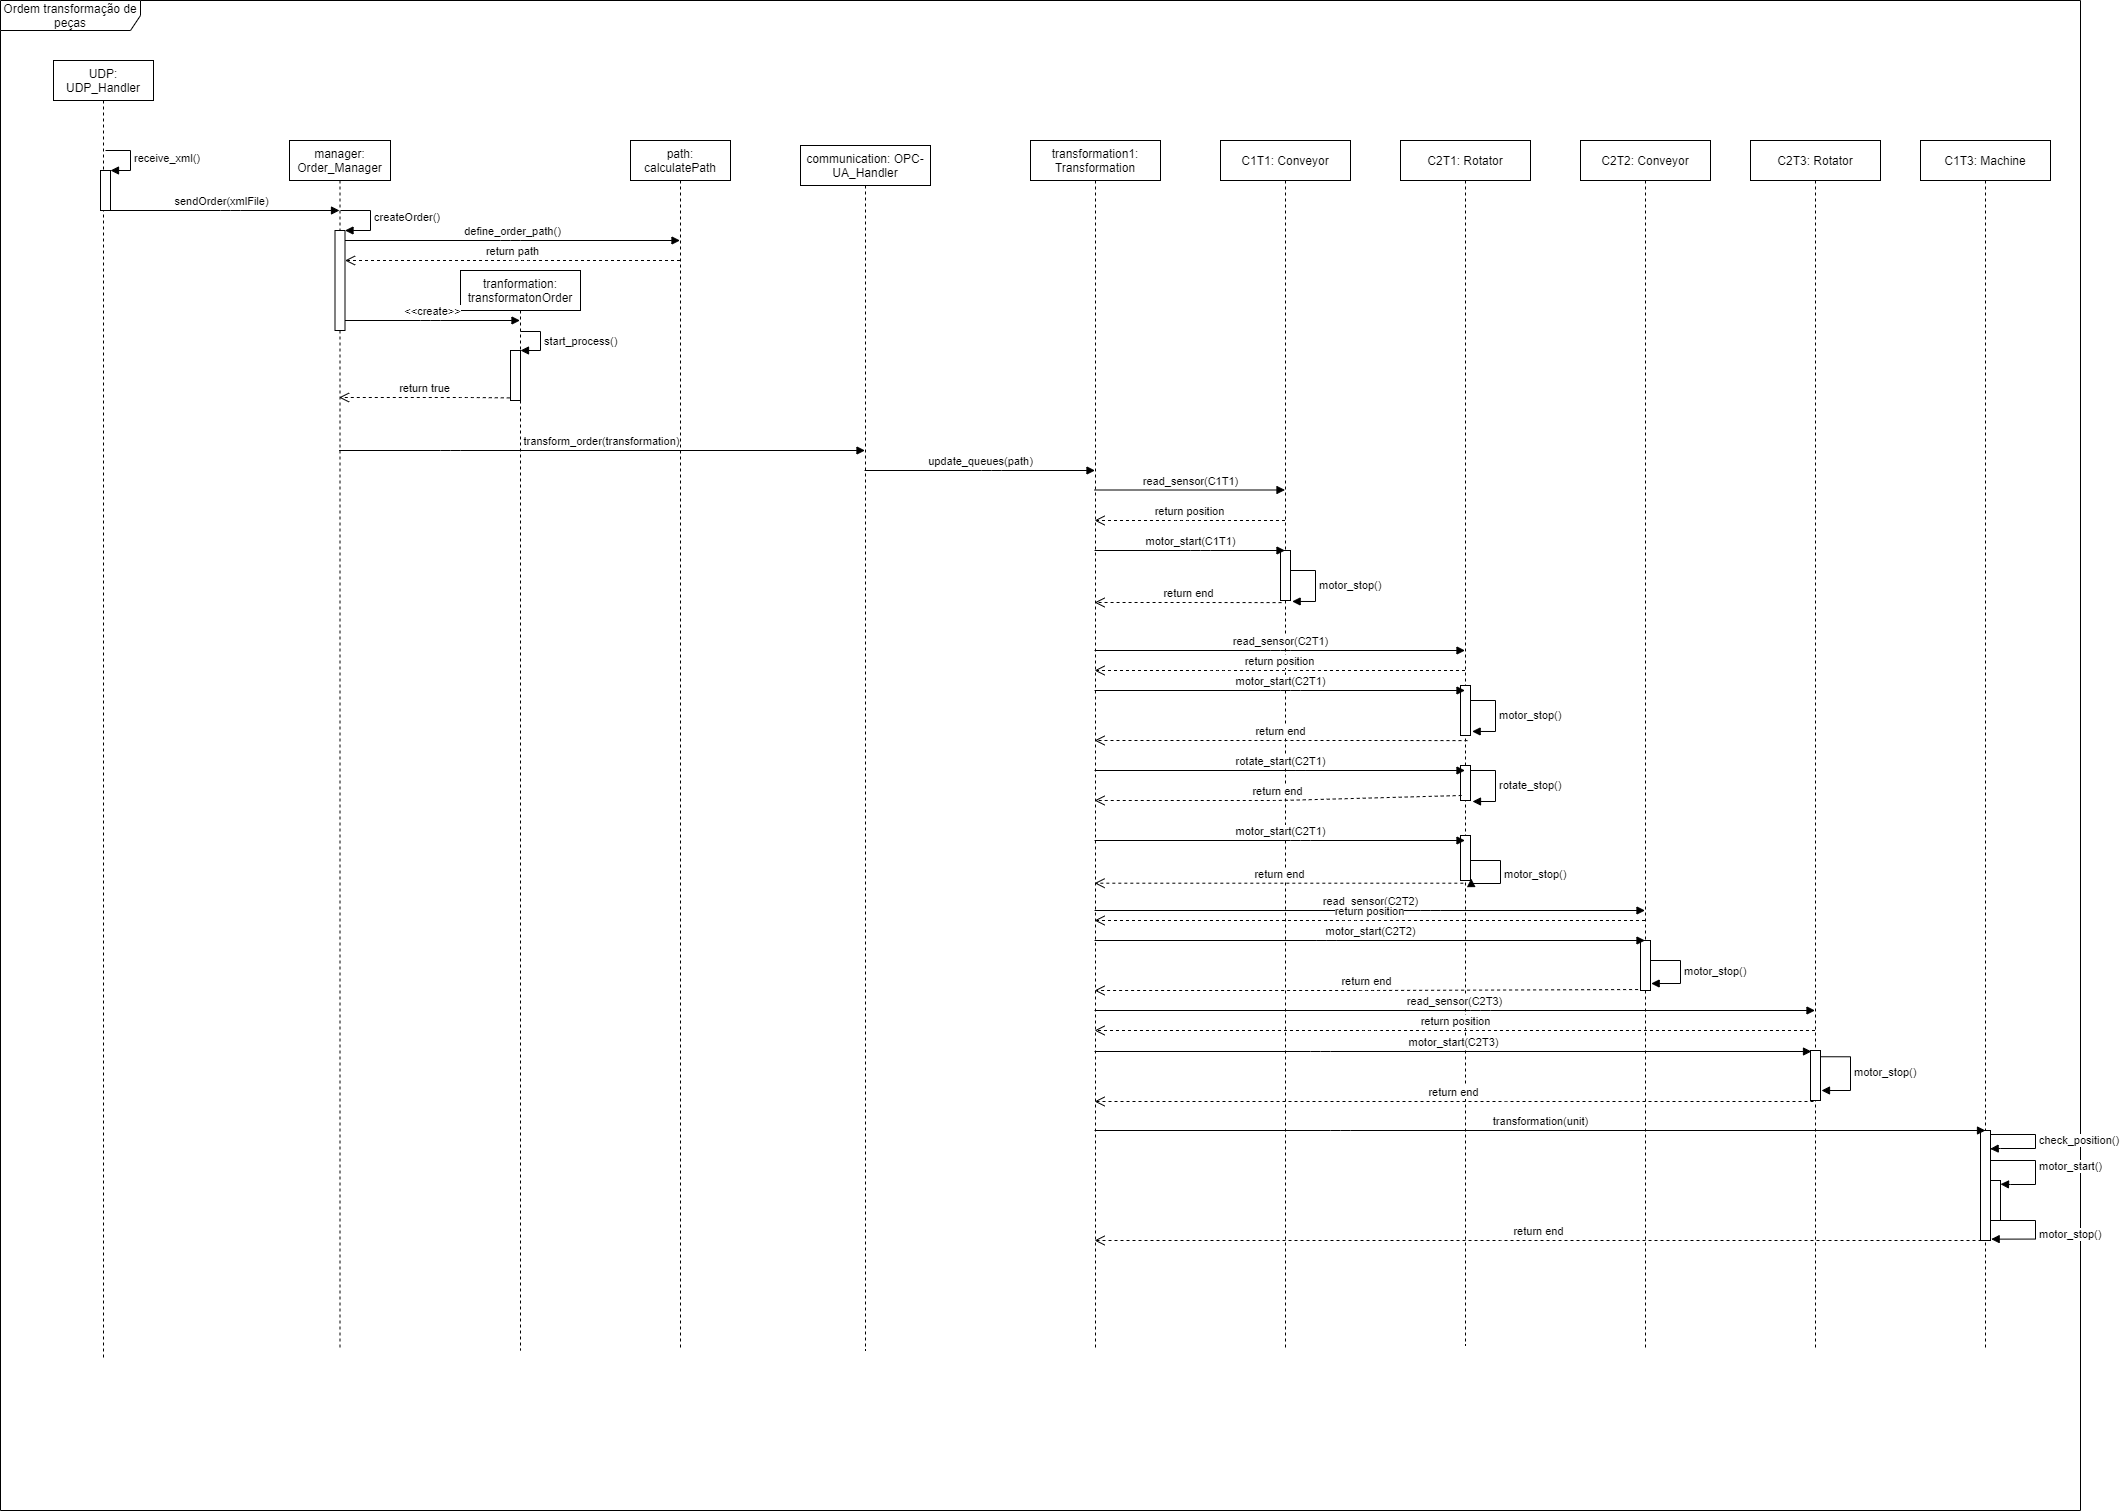 Ordem transformação de
peças
UDP:
UDP_Handler
manager:
Order_Manager
path:
calculatePath
communication: OPC-
UA_Handler
transformation1:
Transformation
C1T1: Conveyor
C2T1: Rotator
C2T2: Conveyor
C2T3: Rotator
C1T3: Machine
receive_xml()
sendOrder(xmlFile)
createOrder()
define_order_path()
return path
tranformation:
transformatonOrder
<<create>>
start_process()
return true
transform_order(transformation)
update_queues(path)
read_sensor(C1T1)
return position
motor_start(C1T1)
motor_stop()
return end
read_sensor(C2T1)
return position
motor_start(C2T1)
motor_stop()
return end
rotate_start(C2T1)
rotate_stop()
return end
motor_start(C2T1)
motor_stop()
return end
read_sensor(C2T2)
return position
motor_start(C2T2)
motor_stop()
return end
read_sensor(C2T3)
return position
motor_start(C2T3)
motor_stop()
return end
transformation(unit)
check_position()
motor_start()
return end
motor_stop()